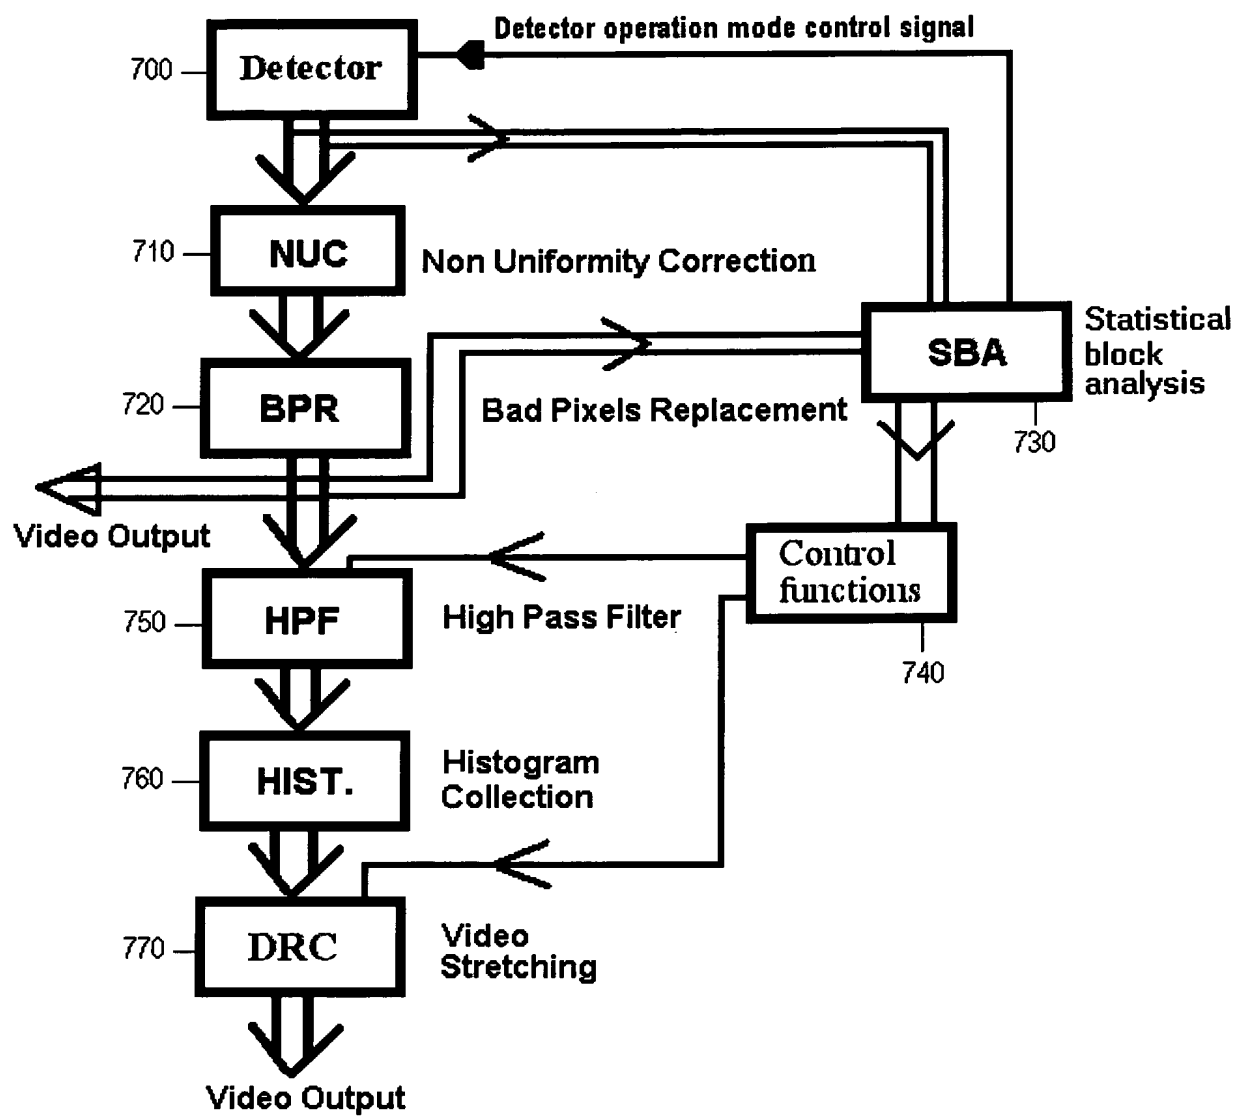 Detector operation mode control signal
700
Detector
710
NUC
Non Uniformity Correction
SBA
Statistical
block
analysis
720
BPR
Bad Pixels Replacement
730
Video Output
Control
functions
750
HPF
High Pass Filter
740
760
HIST.
Histogram
Collection
770
DRC
Video
Stretching
Video Output